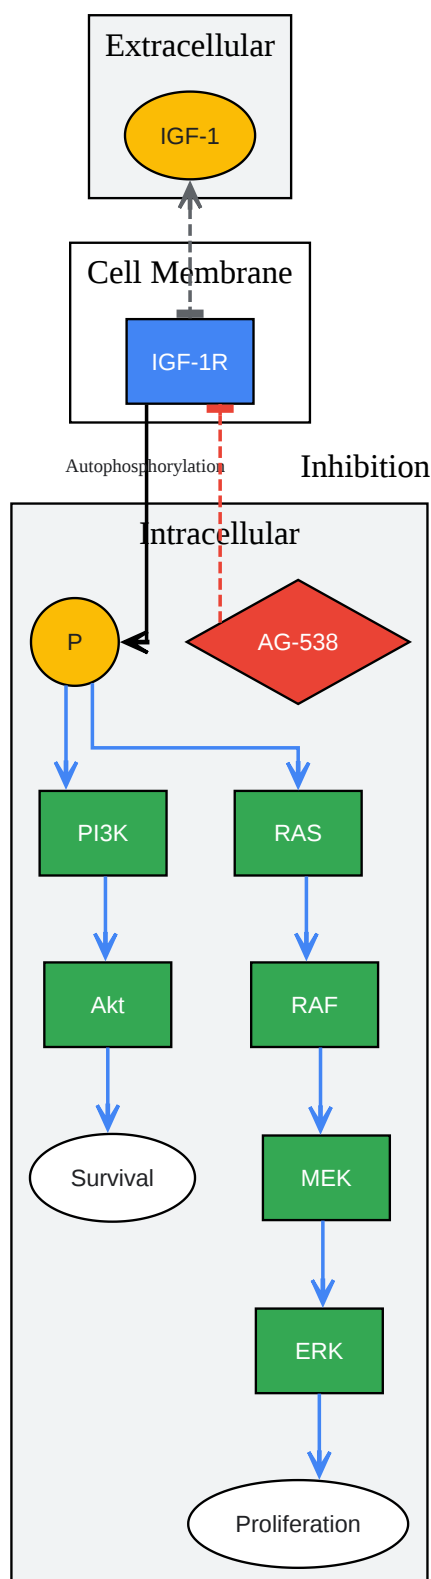 Extracellular
IGF-1
Cell Membrane
IGF-1R
Autophosphorylation
Inhibition
Intracellular
P
AG-538
PI3K
RAS
Akt
RAF
Survival
MEK
ERK
Proliferation